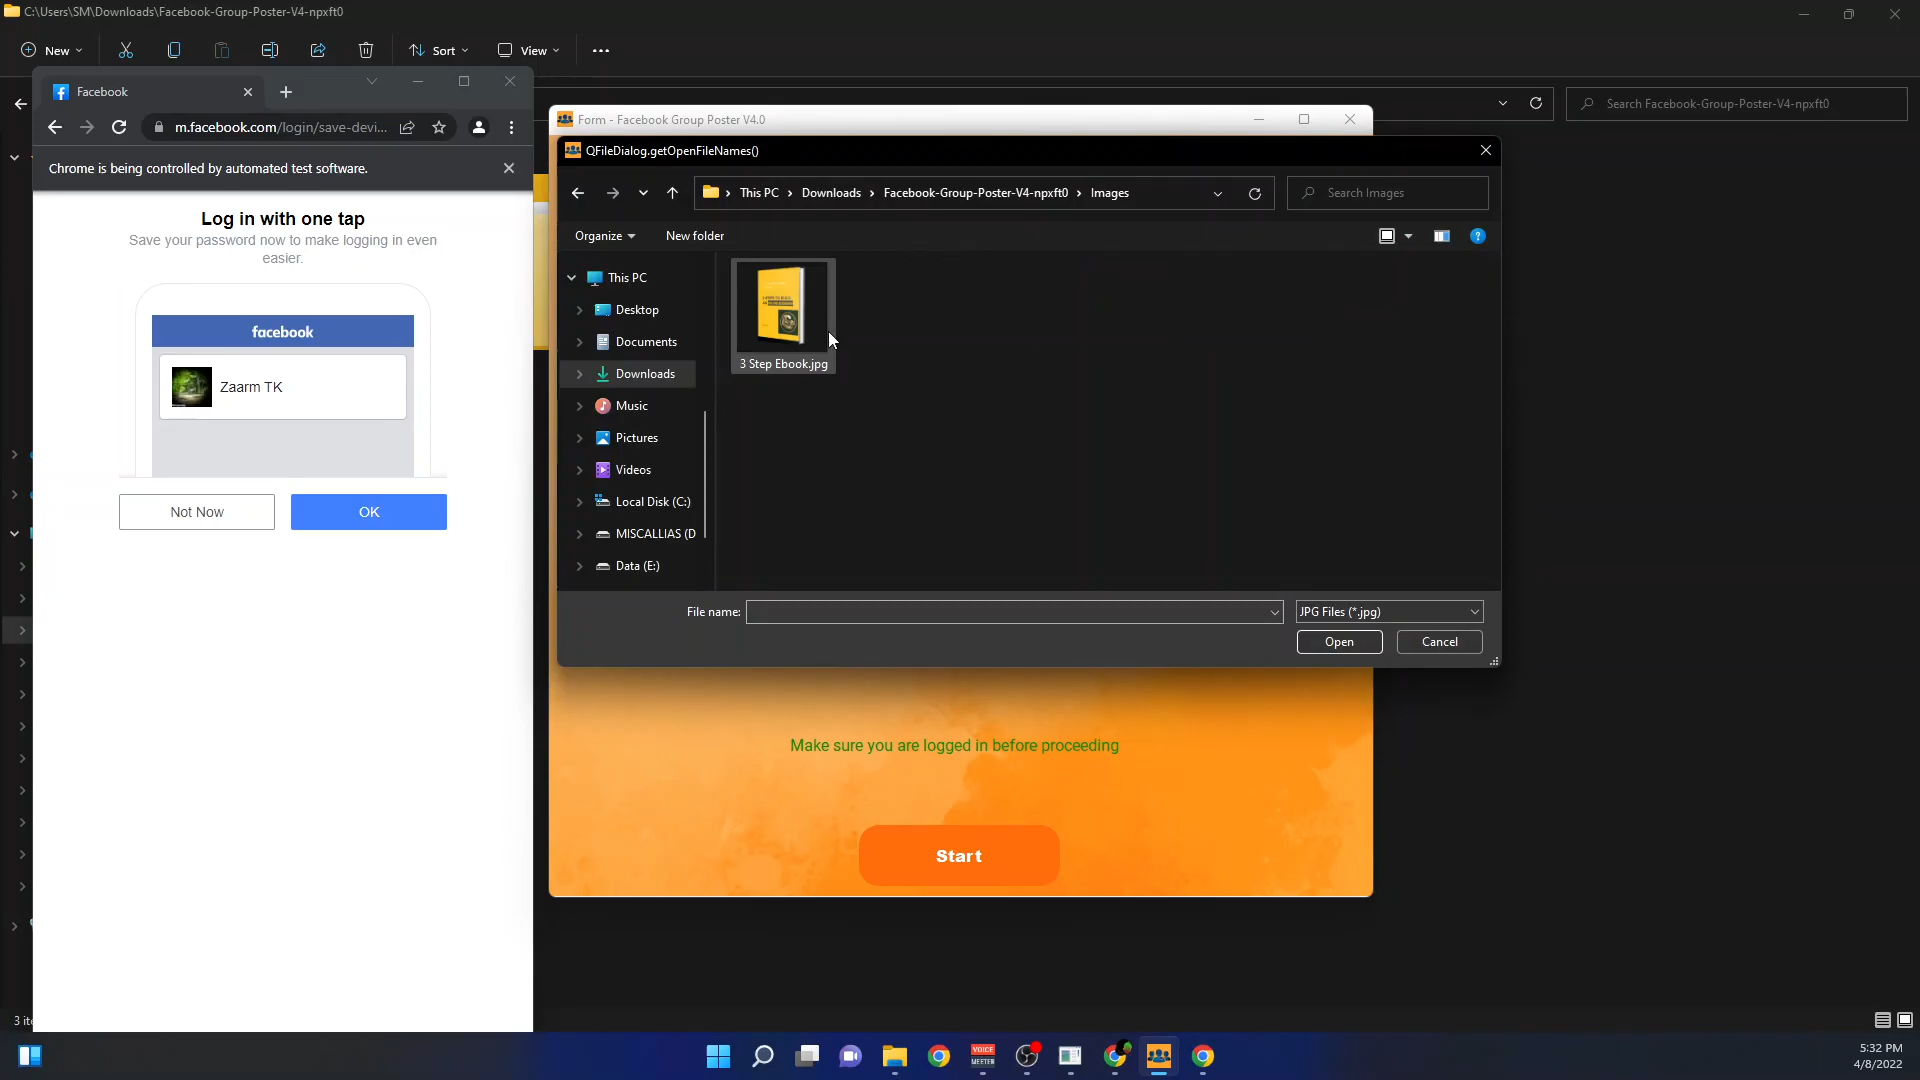 C:\Users\SM\Downloads\Facebook-Group-Poster-V4-npxft0
New
Sort
View
Search Facebook-Group-Poster-V4-npxft0
Facebook
m.facebook.com/login/save-devi...
Chrome is being controlled by automated test software.
Log in with one tap
Save your password now to make logging in even
easier.
facebook
Zaarm TK
Not Now
OK
Form - Facebook Group Poster V4.0
QFileDialog.getOpenFileNames()
This PC
Downloads
Facebook-Group-Poster-V4-npxft0
Images
Search Images
Organize
New folder
This PC
Desktop
Documents
Downloads
Music
Pictures
Videos
Local Disk (C:)
MISCALLIAS (D
Data (E:)
3 Step Ebook.jpg
File name:
JPG Files (*.jpg)
Open
Cancel
Make sure you are logged in before proceeding
Start
3 ite
VOICE
MEETER
5:32 PM
4/8/2022